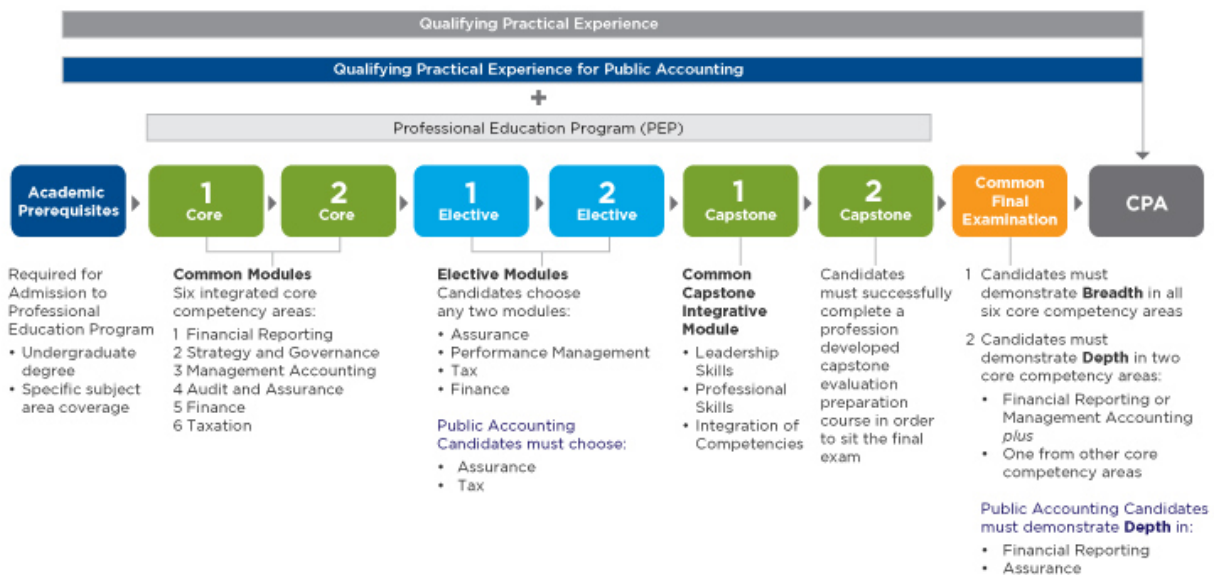 Qualifying Practical Experience
Qualifying Practical Experience for Public Accounting
+
Professional Education Program (PEP)
Academic
Prerequisites
1
Core
2
Core
1
Elective
2
Elective
1
Capstone
2
Capstone
Common
Final
Examination
CPA
Required for
Admission to
Professional
Education Program
• Undergraduate
degree
• Specific subject
area coverage
Common Modules
Six integrated core
competency areas:
1 Financial Reporting
2 Strategy and Governance
3 Management Accounting
4 Audit and Assurance
5 Finance
6 Taxation
Elective Modules
Candidates choose
any two modules:
• Assurance
• Performance Management
• Tax
• Finance
Public Accounting
Candidates must choose:
• Assurance
• Tax
Common
Capstone
Integrative
Module
• Leadership
Skills
• Professional
Skills
• Integration of
Competencies
Candidates
must successfully
complete a
profession
developed
capstone
evaluation
preparation
course in order
to sit the final
exam
1 Candidates must
demonstrate Breadth in all
six core competency areas
2 Candidates must
demonstrate Depth in two
core competency areas:
• Financial Reporting or
Management Accounting
plus
• One from other core
competency areas
Public Accounting Candidates
must demonstrate Depth in:
• Financial Reporting
• Assurance